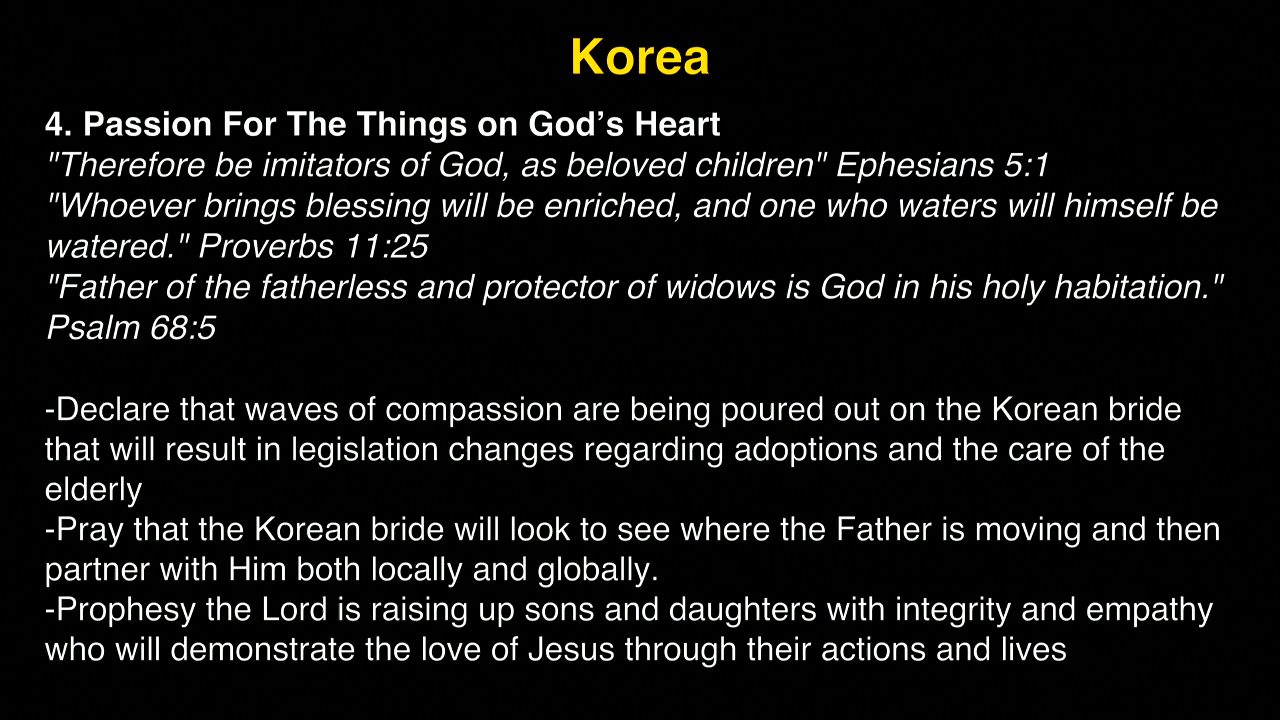 Korea
4. Passion For The Things on God’s Heart
"Therefore be imitators of God, as beloved children" Ephesians 5:1
"Whoever brings blessing will be enriched, and one who waters will himself be
watered." Proverbs 11:25
"Father of the fatherless and protector of widows is God in his holy habitation."
Psalm 68:5
-Declare that waves of compassion are being poured out on the Korean bride
that will result in legislation changes regarding adoptions and the care of the
elderly
-Pray that the Korean bride will look to see where the Father is moving and then
partner with Him both locally and globally.
-Prophesy the Lord is raising up sons and daughters with integrity and empathy
who will demonstrate the love of Jesus through their actions and lives